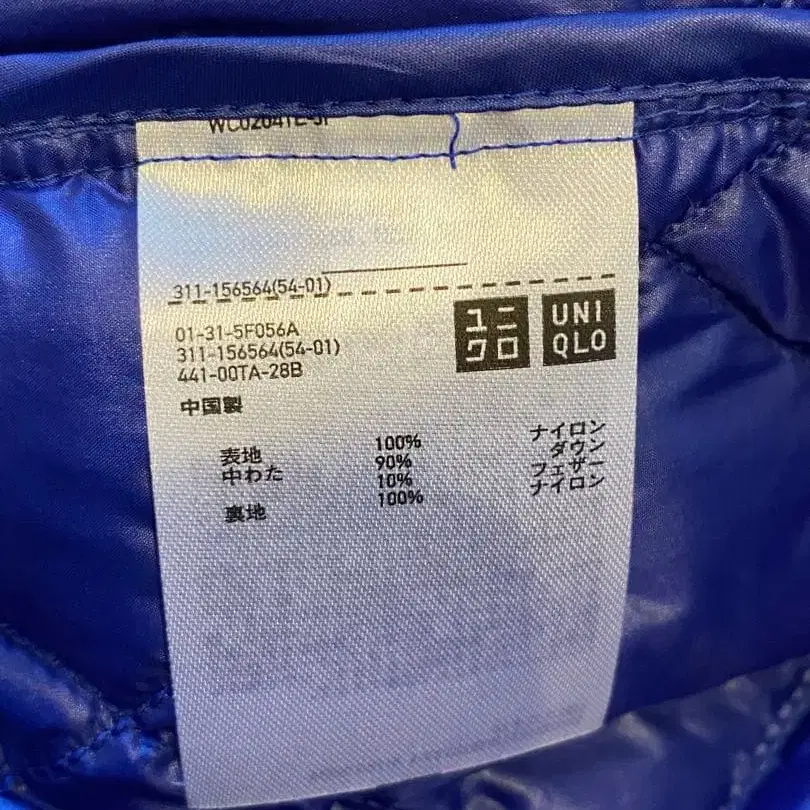 311-156564(54-01)
01-31-5F056A
311-156564(54-01)
441-00TA-28B
ユニ
クロ
UNI
QLO
中国製
表地 100% ナイロン
中わた 90% ダウン
10% フェザー
裏地 100% ナイロン